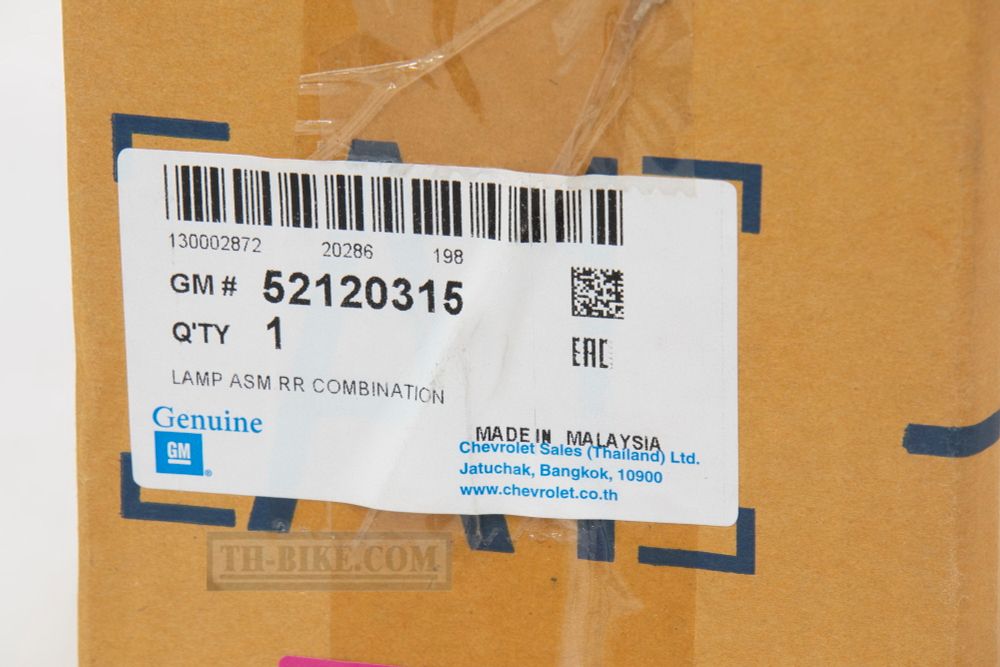 130002872 20286 198
GM # 52120315
Q'TY 1
EAC
LAMP ASM RR COMBINATION
Genuine
GM
®
MADE IN MALAYSIA
Chevrolet Sales (Thailand) Ltd.
Jatuchak, Bangkok, 10900
www.chevrolet.co.th
TH-BIKE.COM